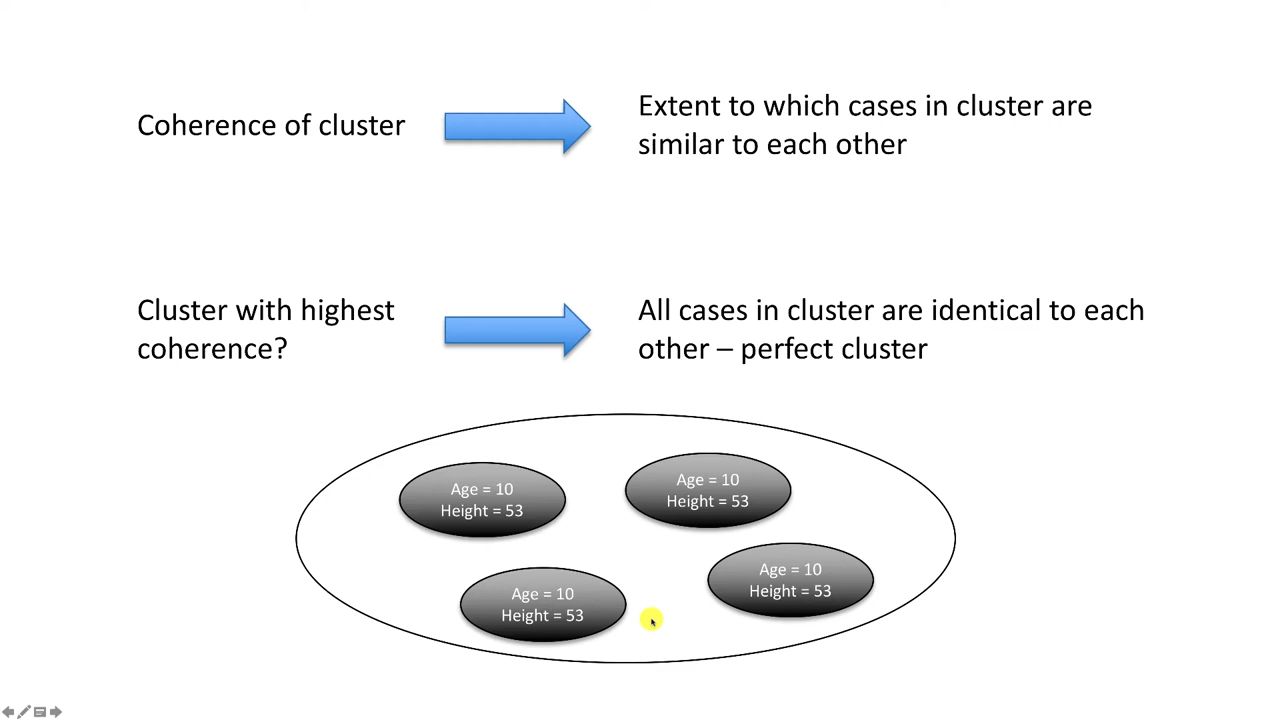 Coherence of cluster
Extent to which cases in cluster are
similar to each other
Cluster with highest
coherence?
All cases in cluster are identical to each
other – perfect cluster
Age = 10
Height = 53
Age = 10
Height = 53
Age = 10
Height = 53
Age = 10
Height = 53